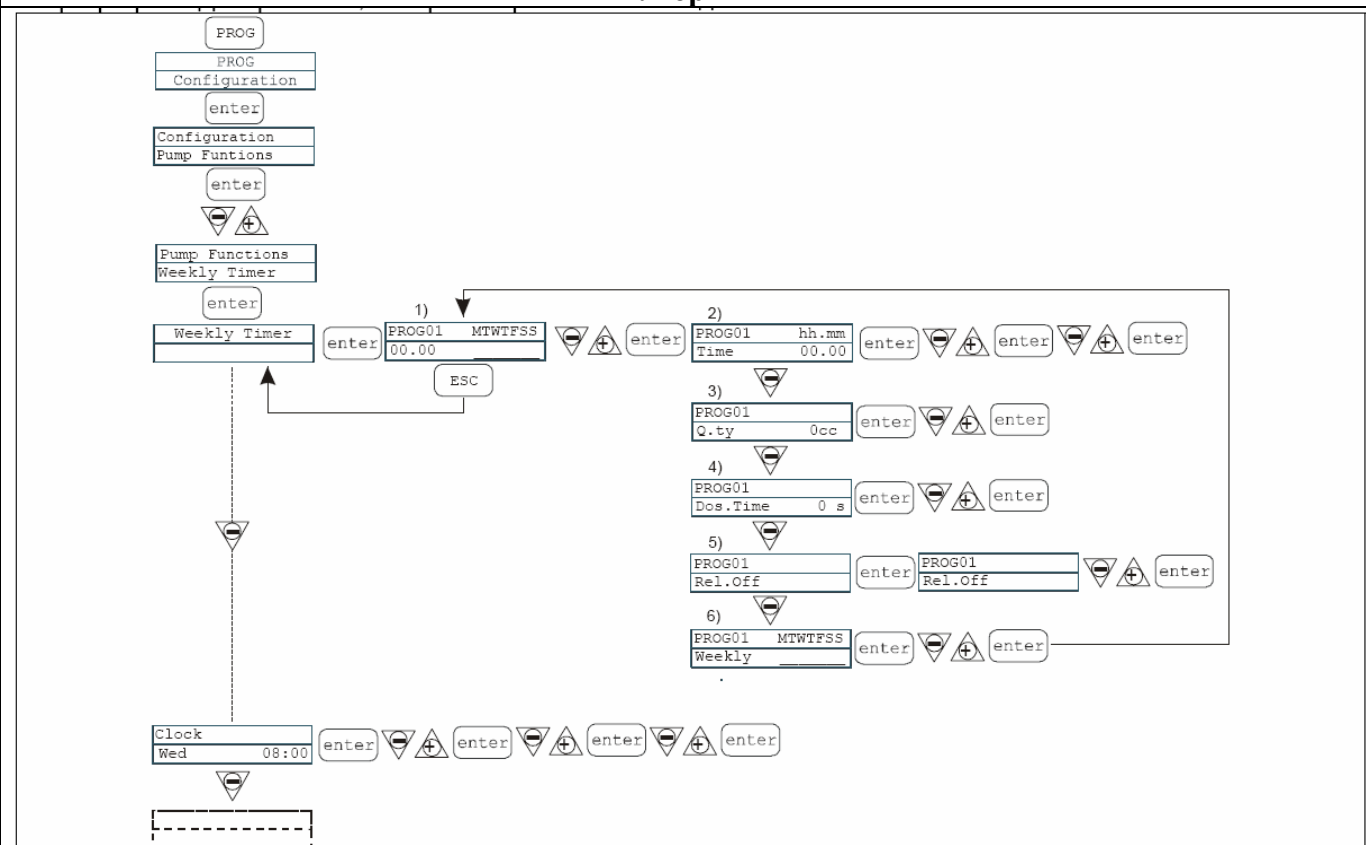 PROG
PROG
Configuration
enter
Configuration
Pump Funtions
enter
Pump Functions
Weekly Timer
enter
Weekly Timer
enter
1)
PROG01 MTWTFSS
00.00 _______
ESC
enter
2)
PROG01 hh.mm
Time 00.00
enter
enter
enter
3)
PROG01
Q.ty 0cc
enter
enter
4)
PROG01
Dos.Time 0 s
enter
enter
5)
PROG01
Rel.Off
enter
PROG01
Rel.Off
enter
6)
PROG01 MTWTFSS
Weekly _______
enter
enter
Clock
Wed 08:00
enter
enter
enter
enter